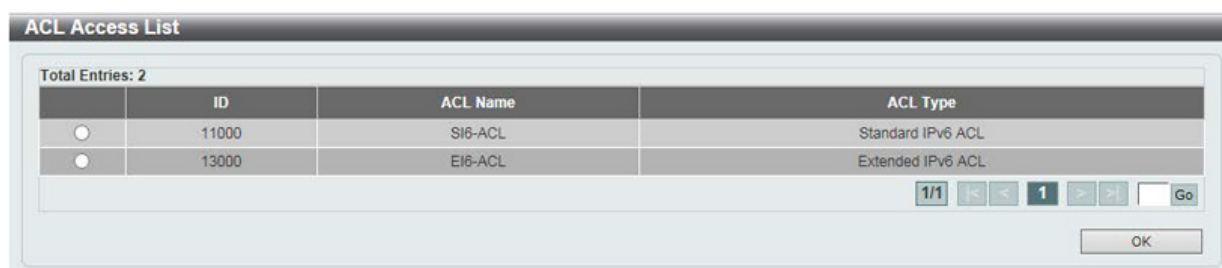 ACL Access List
Total Entries: 2
ID ACL Name ACL Type
11000 SI6-ACL Standard IPv6 ACL
13000 EI6-ACL Extended IPv6 ACL
1/1 |< < 1 > >| Go
OK